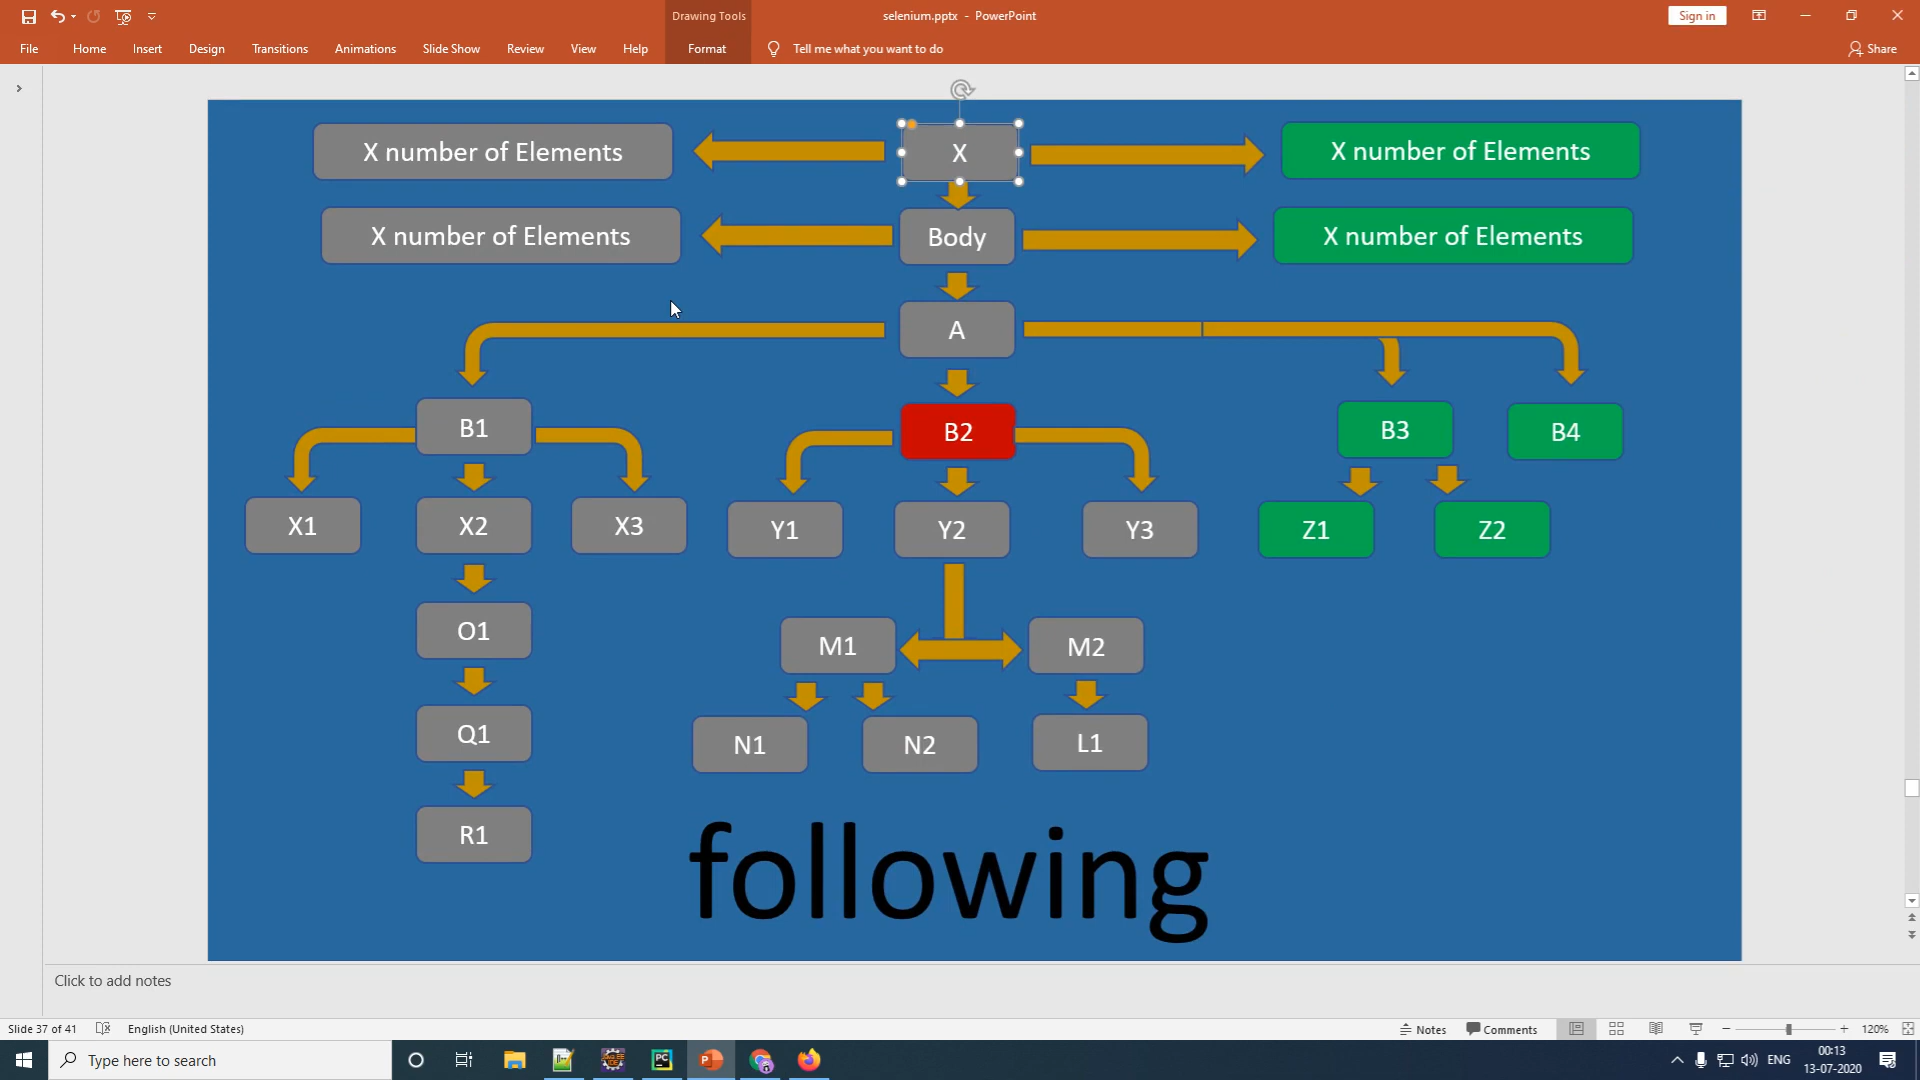 selenium.pptx - PowerPoint
Drawing Tools
Sign in
File Home Insert Design Transitions Animations Slide Show Review View Help Format Tell me what you want to do Share
X number of Elements X X number of Elements
X number of Elements Body X number of Elements
A
B1 B2 B3 B4
X1 X2 X3 Y1 Y2 Y3 Z1 Z2
O1 M1 M2
Q1 N1 N2 L1
R1
following
Click to add notes
Slide 37 of 41 English (United States) Notes Comments 120%
Type here to search
ENG
00:13
13-07-2020